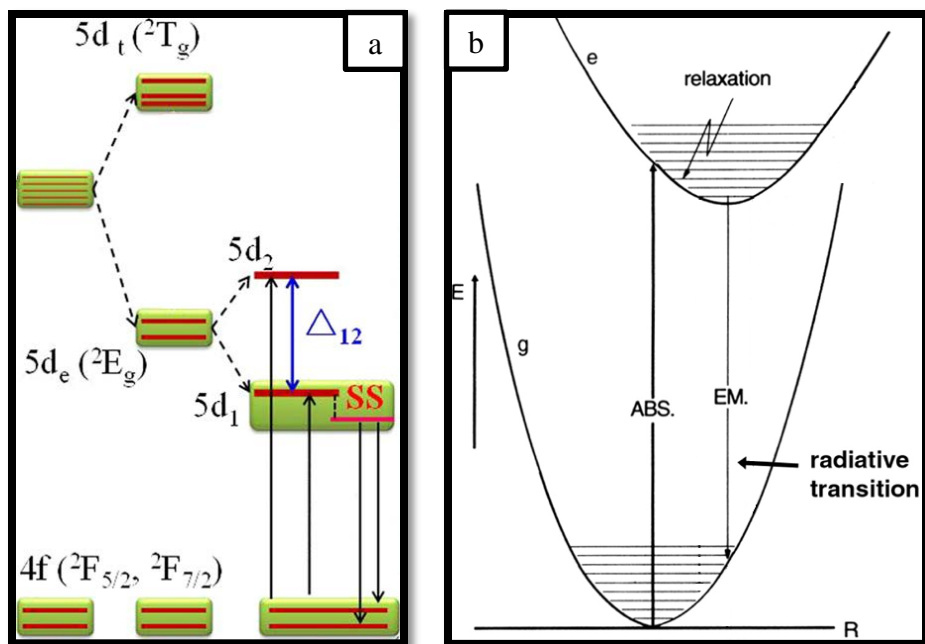 a
5d t (²Tg)
5d₂
△₁₂
5dₑ (²Eg)
5d₁
SS
4f (²F₅/₂, ²F₇/₂)
b
e
relaxation
E
g
ABS.
EM.
radiative
transition
R